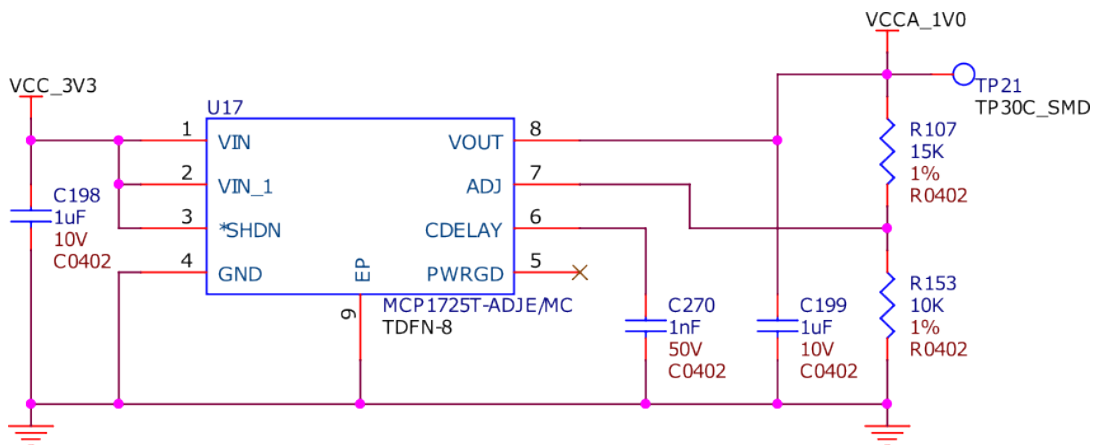 VCCA_1V0
VCC_3V3
TP21
TP30C_SMD
U17
1
VIN
VOUT
8
R107
15K
1%
R0402
2
VIN_1
ADJ
7
C198
1uF
10V
C0402
3
*SHDN
CDELAY
6
4
GND
EP
PWRGD
5
9
MCP1725T-ADJE/MC
TDFN-8
C270
1nF
50V
C0402
C199
1uF
10V
C0402
R153
10K
1%
R0402